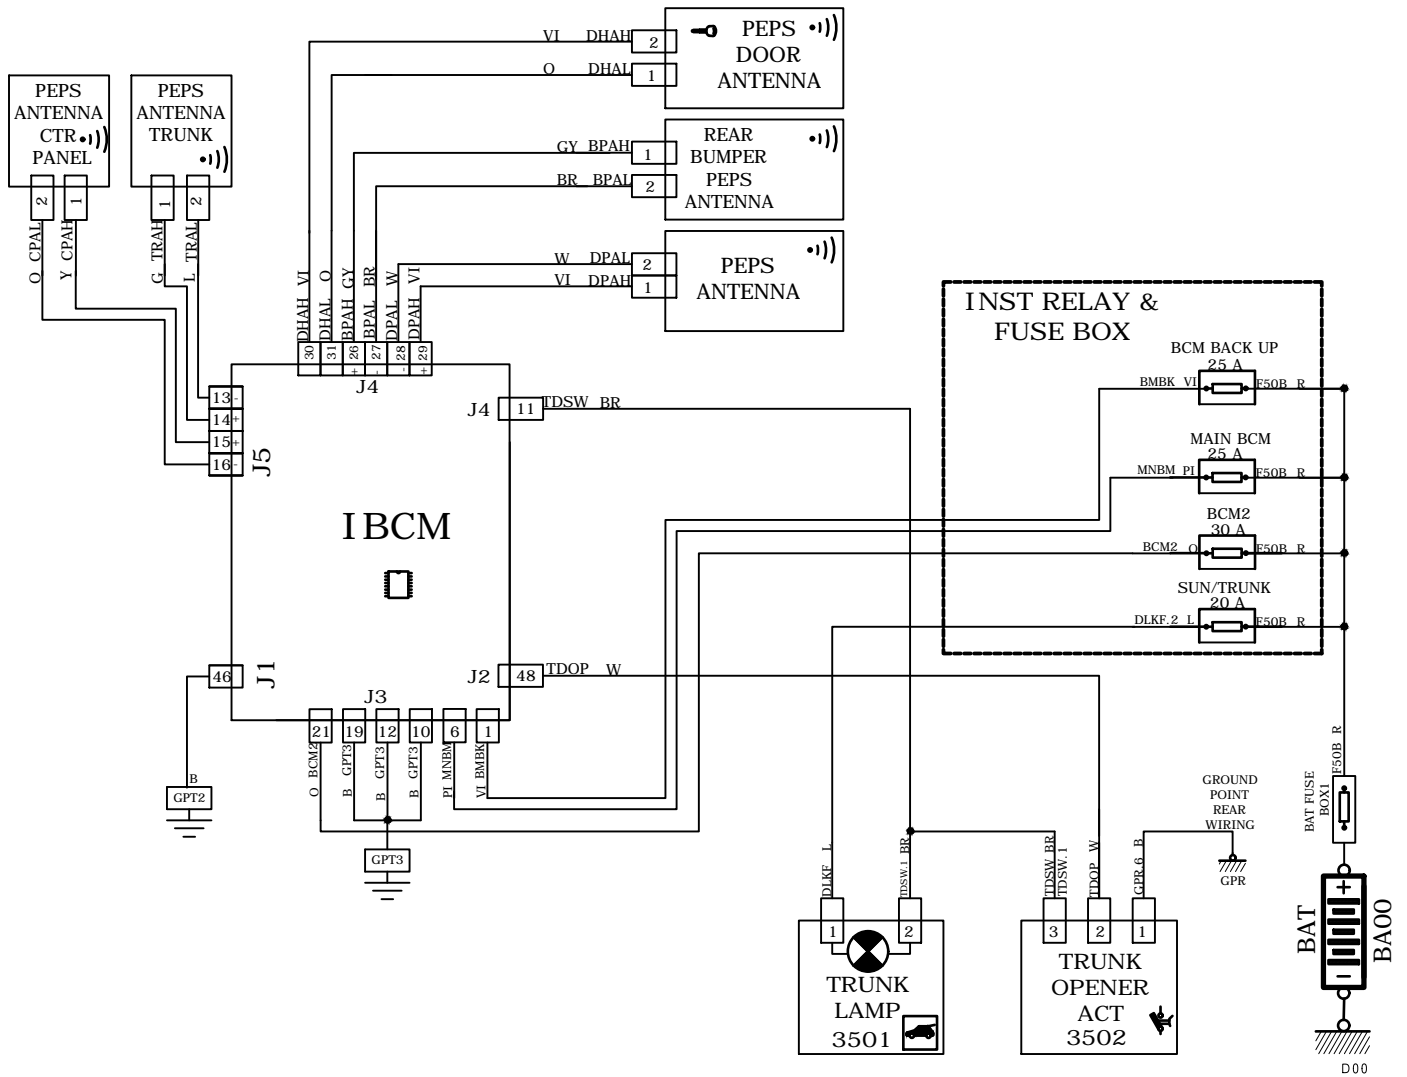 PEPS
ANTENNA
CTR
PANEL
2
1
O CPAL
Y CPAH
PEPS
ANTENNA
TRUNK
1
2
G TRAH
L TRAL
VI DHAH 2
O DHAL 1
PEPS
DOOR
ANTENNA
GY BPAH 1
BR BPAL 2
REAR
BUMPER
PEPS
ANTENNA
W DPAL 2
VI DPAH 1
PEPS
ANTENNA
DHAH VI
DHAL O
BPAH GY
BPAL BR
DPAL W
DPAH VI
30
31
26 +
27 -
28 -
29 +
J4
13 -
14 +
15 +
16 -
J5
J4 11 TDSW BR
IBCM
46
J1
J2 48 TDOP W
J3
21
19
12
10
6
1
O BCM2
B GPT3
B GPT3
B GPT3
PI MNBM
VI BMBK
B
GPT2
GPT3
INST RELAY &
FUSE BOX
BCM BACK UP
25 A
BMBK VI
F50B R
MAIN BCM
25 A
MNBM PI
F50B R
BCM2
30 A
BCM2 O
F50B R
SUN/TRUNK
20 A
DLKF.2 L
F50B R
F50B R
BAT FUSE
BOX1
GROUND
POINT
REAR
WIRING
GPR
DLKF L
TDSW.1 BR
TDSW BR
TDSW.1
TDOP W
GPR.6 B
1
2
TRUNK
LAMP
3501
3
2
1
TRUNK
OPENER
ACT
3502
+
-
BAT
BA00
D00